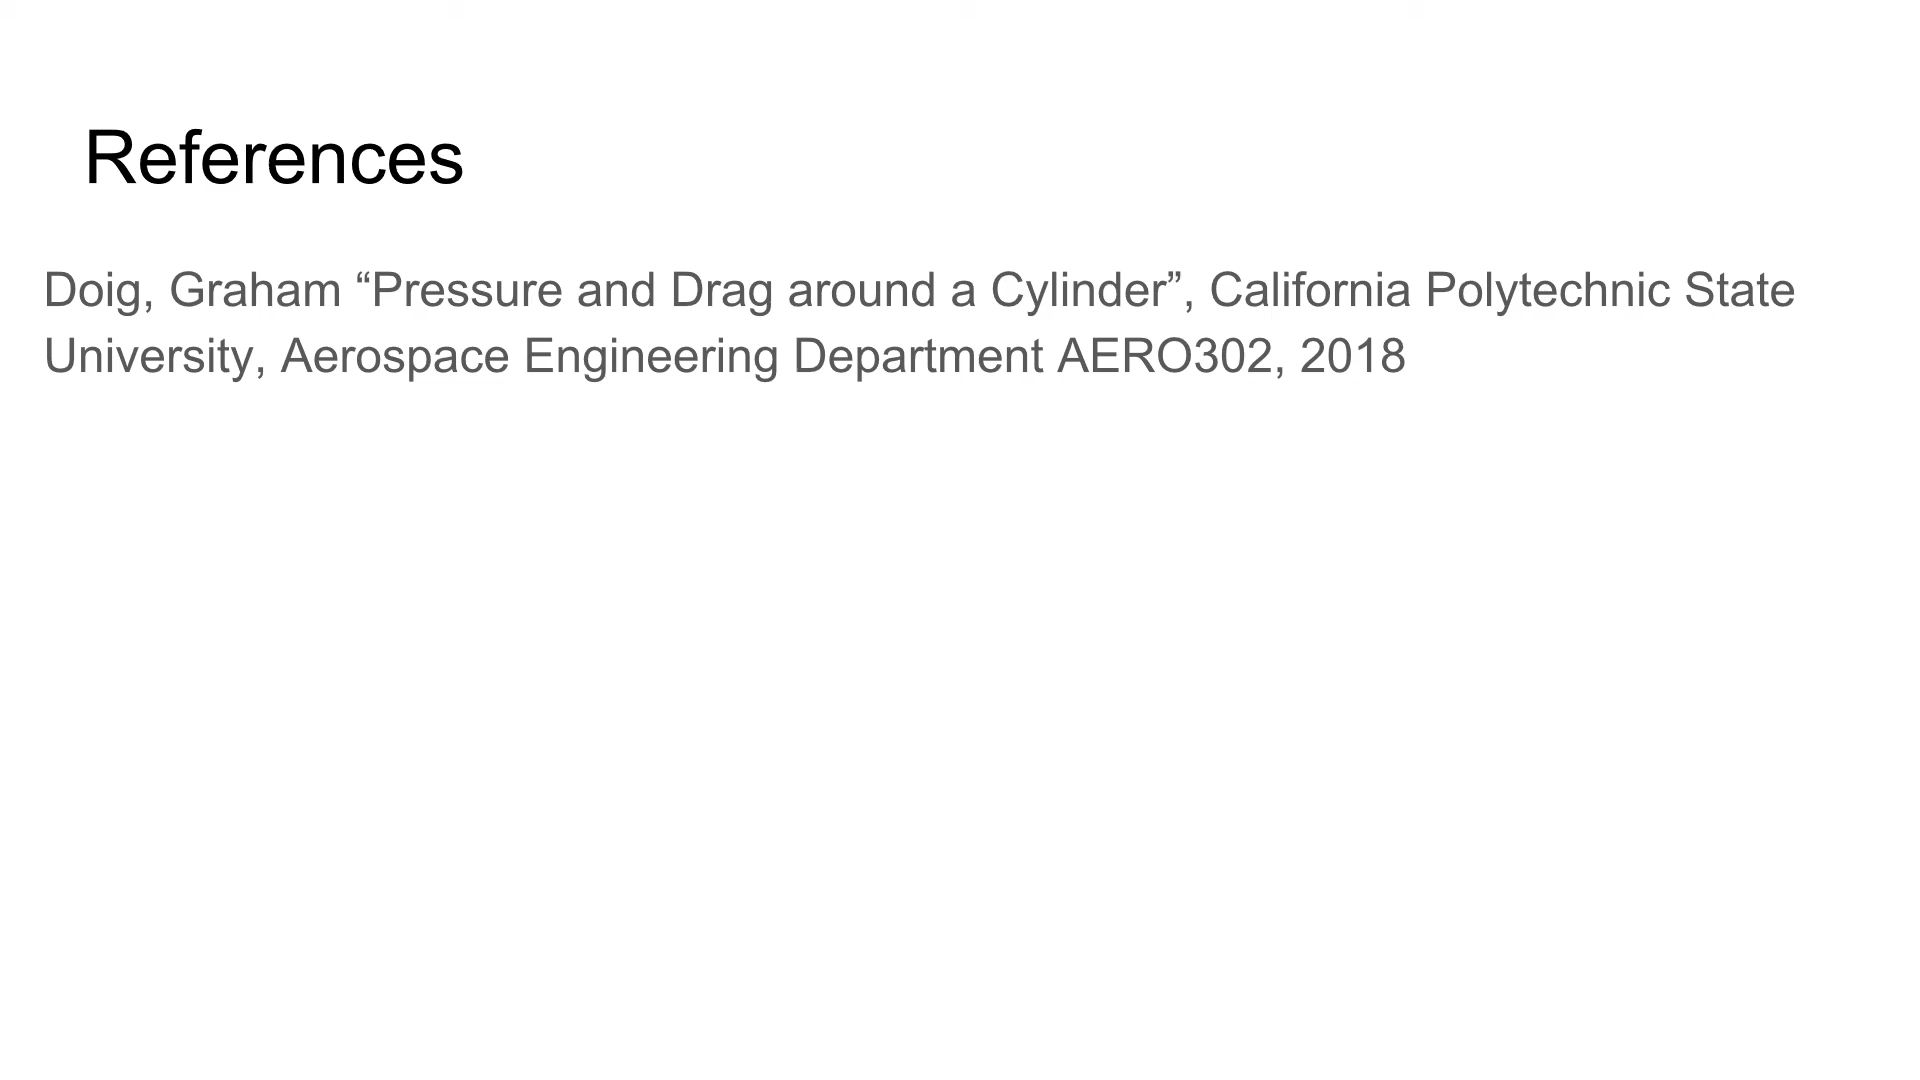 References
Doig, Graham “Pressure and Drag around a Cylinder”, California Polytechnic State
University, Aerospace Engineering Department AERO302, 2018